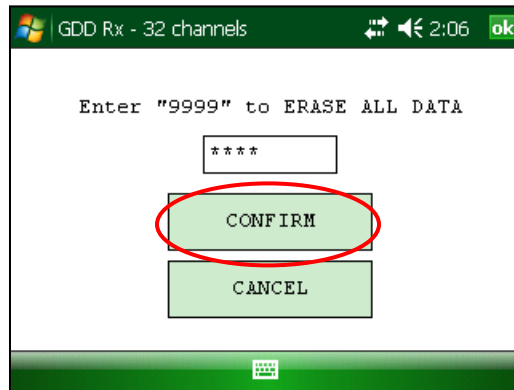 GDD Rx - 32 channels 2:06 ok
Enter "9999" to ERASE ALL DATA
****
CONFIRM
CANCEL